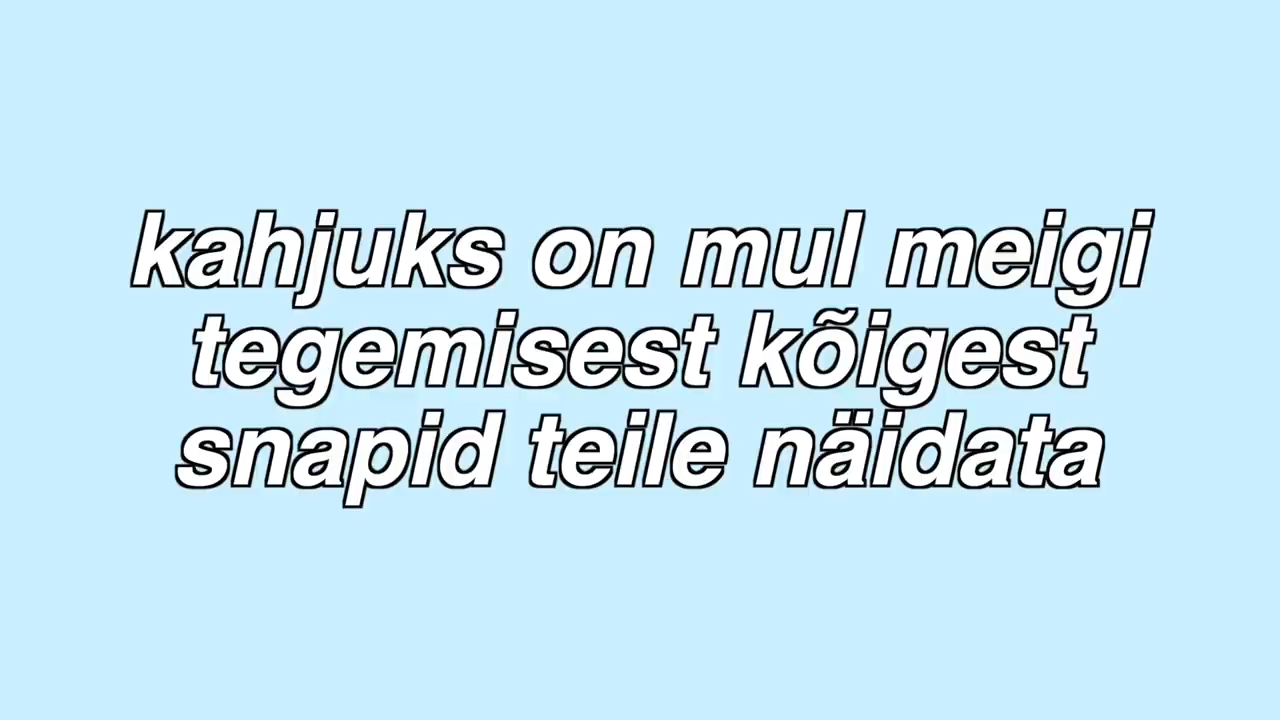 kahjuks on mul meigi
tegemisest kõigest
snapid teile näidata